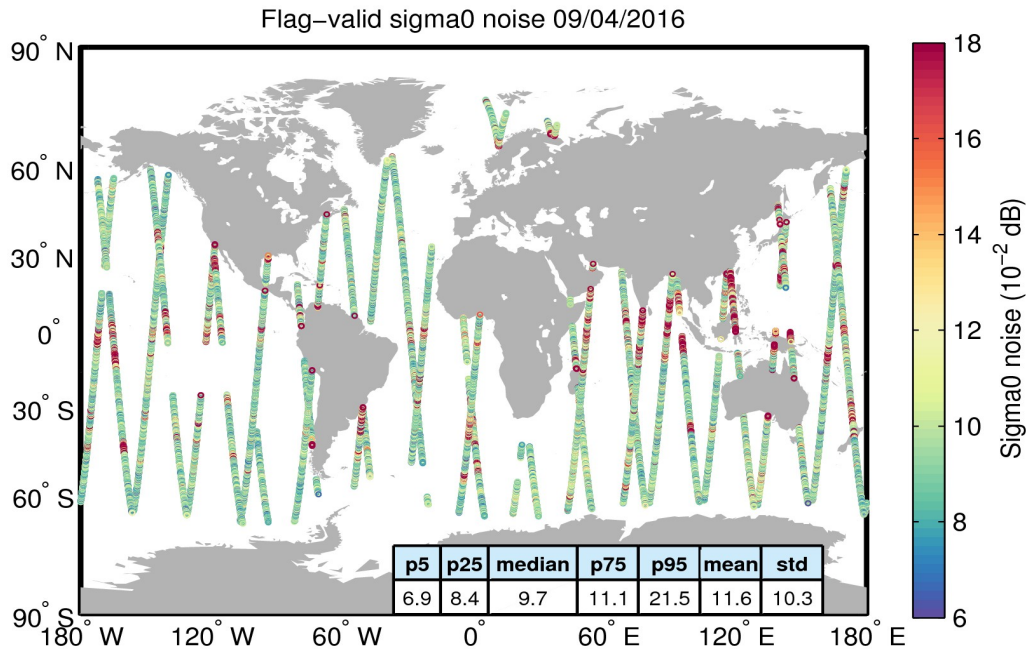 Flag−valid sigma0 noise 09/04/2016
90° N
60° N
30° N
0°
30° S
60° S
90° S
180° W
120° W
60° W
0°
60° E
120° E
180° E
p5 p25 median p75 p95 mean std
6.9 8.4 9.7 11.1 21.5 11.6 10.3
18
16
14
12
10
8
6
Sigma0 noise (10⁻² dB)